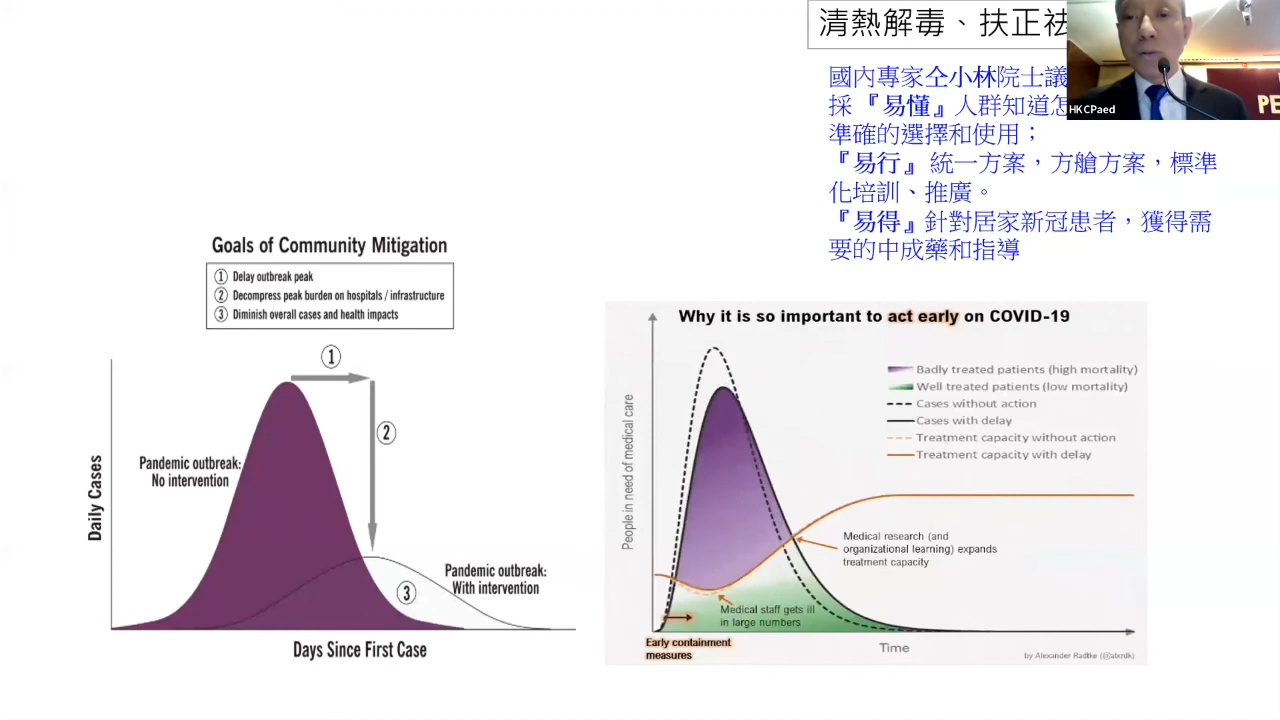 清熱解毒、扶正祛
國內專家仝小林院士議
採『易懂』人群知道怎
準確的選擇和使用；
『易行』統一方案，方艙方案，標準
化培訓、推廣。
『易得』針對居家新冠患者，獲得需
要的中成藥和指導
HKCPaed
PE
Goals of Community Mitigation
① Delay outbreak peak
② Decompress peak burden on hospitals / infrastructure
③ Diminish overall cases and health impacts
①
②
③
Pandemic outbreak:
No intervention
Pandemic outbreak:
With intervention
Daily Cases
Days Since First Case
Why it is so important to act early on COVID-19
Badly treated patients (high mortality)
Well treated patients (low mortality)
Cases without action
Cases with delay
Treatment capacity without action
Treatment capacity with delay
People in need of medical care
Medical research (and
organizational learning) expands
treatment capacity
Medical staff gets ill
in large numbers
Early containment
measures
Time
by Alexander Radtke (@alxrdk)